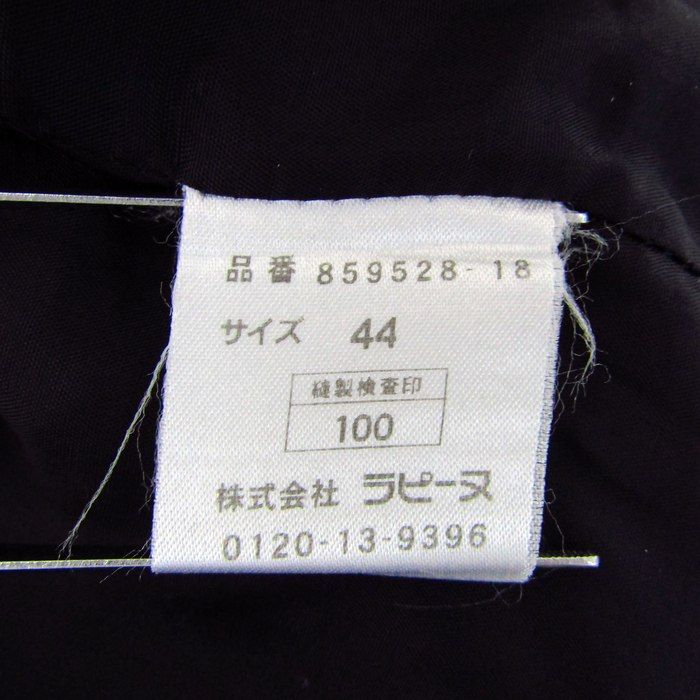 品番 859528-18
サイズ 44
縫製検査印
100
株式会社 ラピーヌ
0120-13-9396